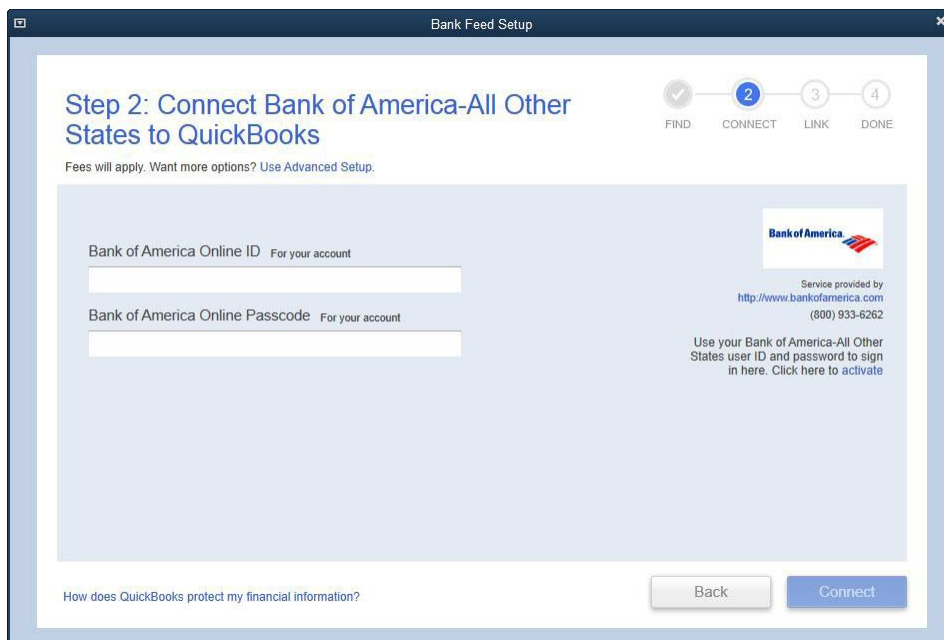 Bank Feed Setup
Step 2: Connect Bank of America-All Other
States to QuickBooks
2
3
4
FIND
CONNECT
LINK
DONE
Fees will apply. Want more options? Use Advanced Setup.
Bank of America Online ID For your account
Bank of America Online Passcode For your account
Bank of America
Service provided by
http://www.bankofamerica.com
(800) 933-6262
Use your Bank of America-All Other
States user ID and password to sign
in here. Click here to activate
How does QuickBooks protect my financial information?
Back
Connect